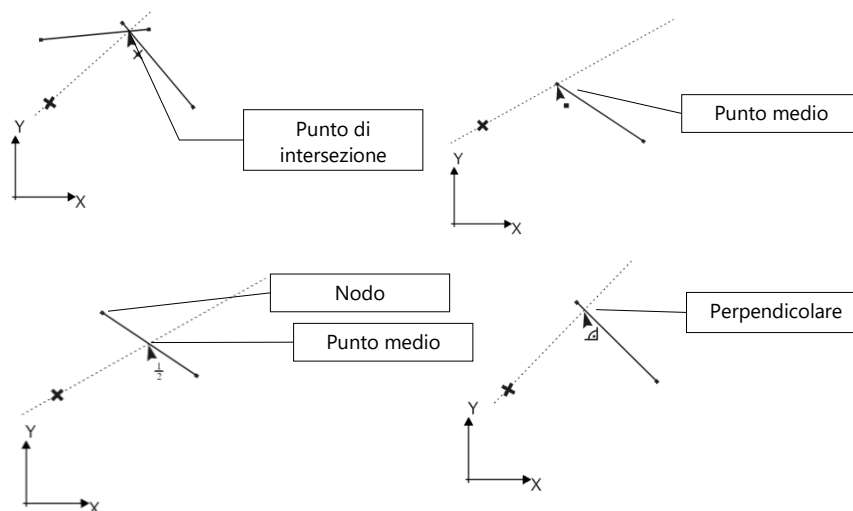 Punto di
intersezione
Y
X
Punto medio
Y
X
Nodo
Punto medio
1/2
Y
X
Perpendicolare
Y
X